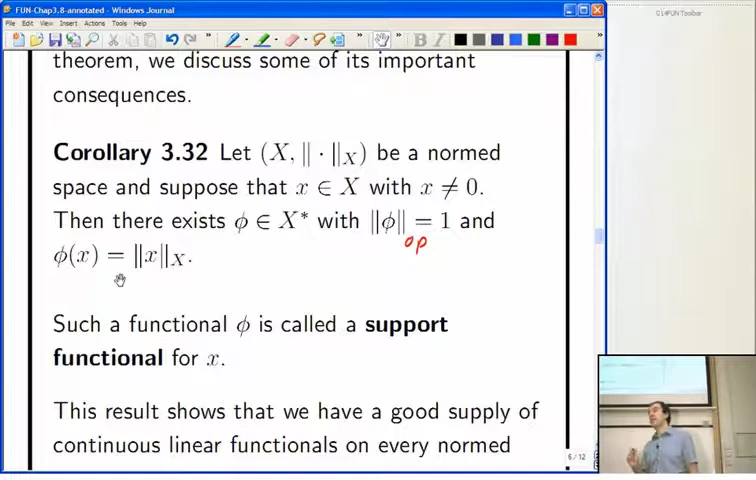 FUN-Chap3.8-annotated - Windows Journal
File Edit View Insert Actions Tools Help
B I
G14FUN Toolbar
theorem, we discuss some of its important
consequences.
Corollary 3.32 Let (X, ‖ · ‖X) be a normed
space and suppose that x ∈ X with x ≠ 0.
Then there exists ϕ ∈ X* with ‖ϕ‖ = 1 and
op
ϕ(x) = ‖x‖X.
Such a functional ϕ is called a support
functional for x.
This result shows that we have a good supply of
continuous linear functionals on every normed
6 / 12